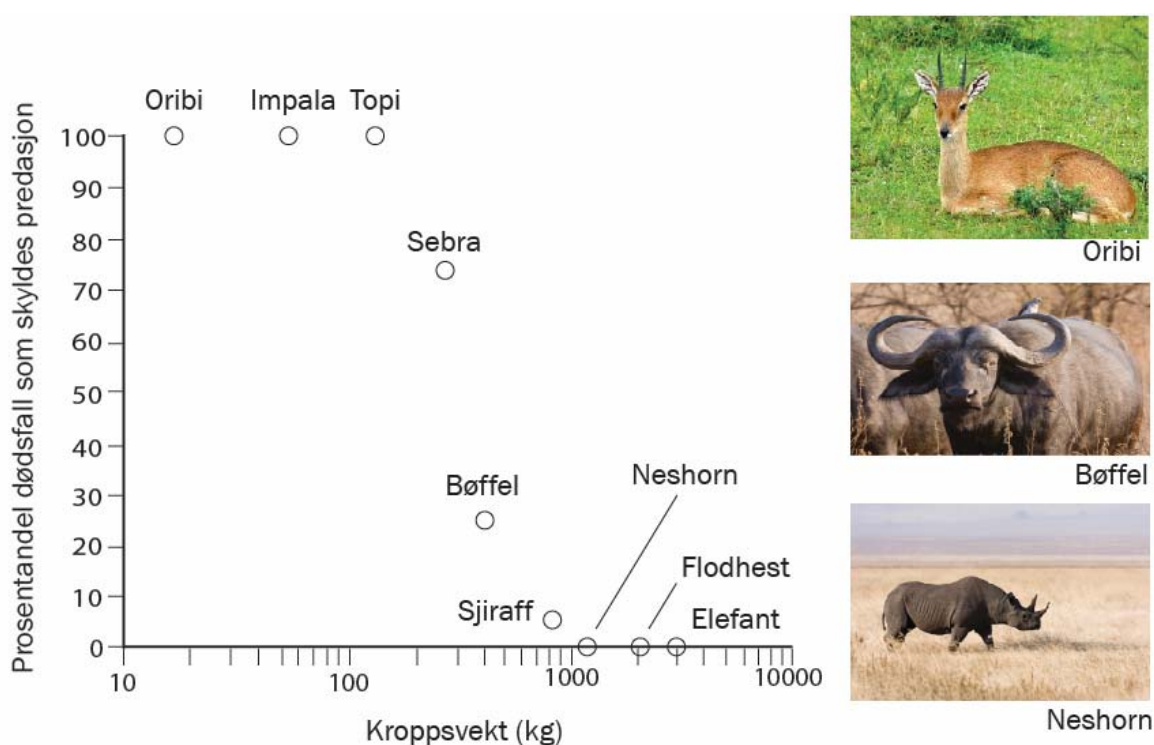 Prosentandel dødsfall som skyldes predasjon
Oribi Impala Topi
100
90
80
70
60
50
40
30
20
10
0
Sebra
Bøffel
Neshorn
Flodhest
Sjiraff
Elefant
10 100 1000 10000
Kroppsvekt (kg)
Oribi
Bøffel
Neshorn